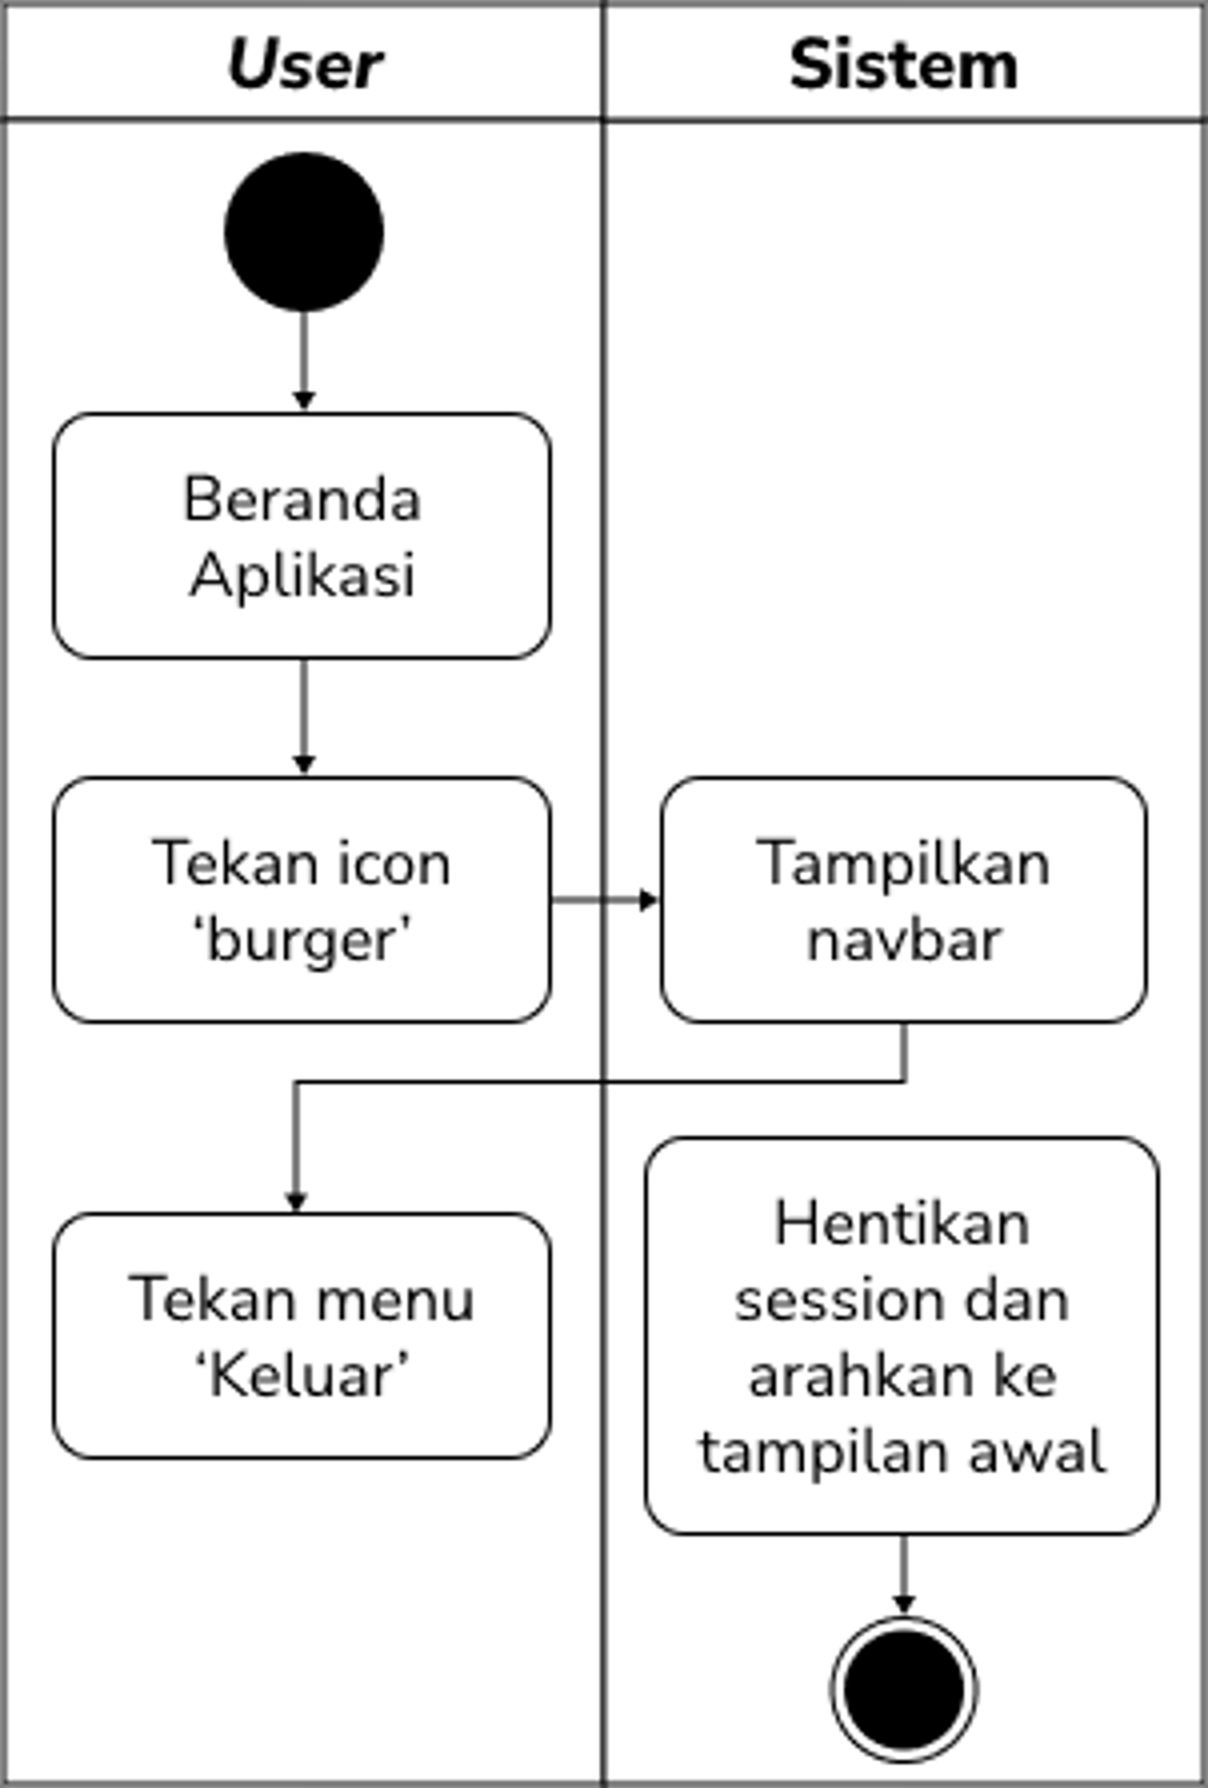 User
Sistem
Beranda
Aplikasi
Tekan icon
‘burger’
Tampilkan
navbar
Tekan menu
‘Keluar’
Hentikan
session dan
arahkan ke
tampilan awal